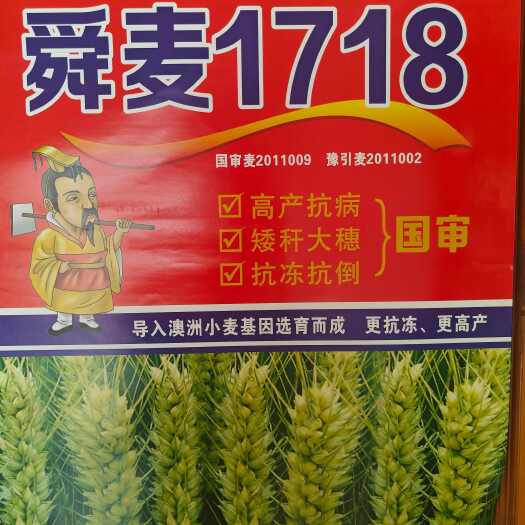 舜麦1718
国审麦2011009 豫引麦2011002
高产抗病
矮秆大穗
抗冻抗倒
国审
导入澳洲小麦基因选育而成 更抗冻、更高产